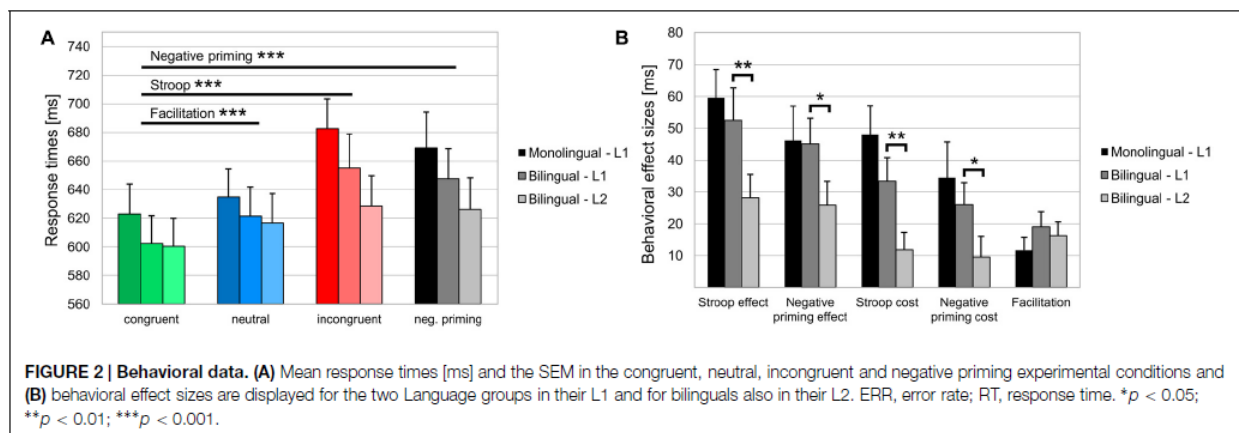 A
740
720
700
680
660
640
620
600
580
560
Response times [ms]
Negative priming ***
Stroop ***
Facilitation ***
congruent neutral incongruent neg. priming
Monolingual - L1
Bilingual - L1
Bilingual - L2
B
80
70
60
50
40
30
20
10
Behavioral effect sizes [ms]
**
*
**
*
Stroop effect Negative priming effect Stroop cost Negative priming cost Facilitation
Monolingual - L1
Bilingual - L1
Bilingual - L2
FIGURE 2 | Behavioral data. (A) Mean response times [ms] and the SEM in the congruent, neutral, incongruent and negative priming experimental conditions and
(B) behavioral effect sizes are displayed for the two Language groups in their L1 and for bilinguals also in their L2. ERR, error rate; RT, response time. *p < 0.05;
**p < 0.01; ***p < 0.001.